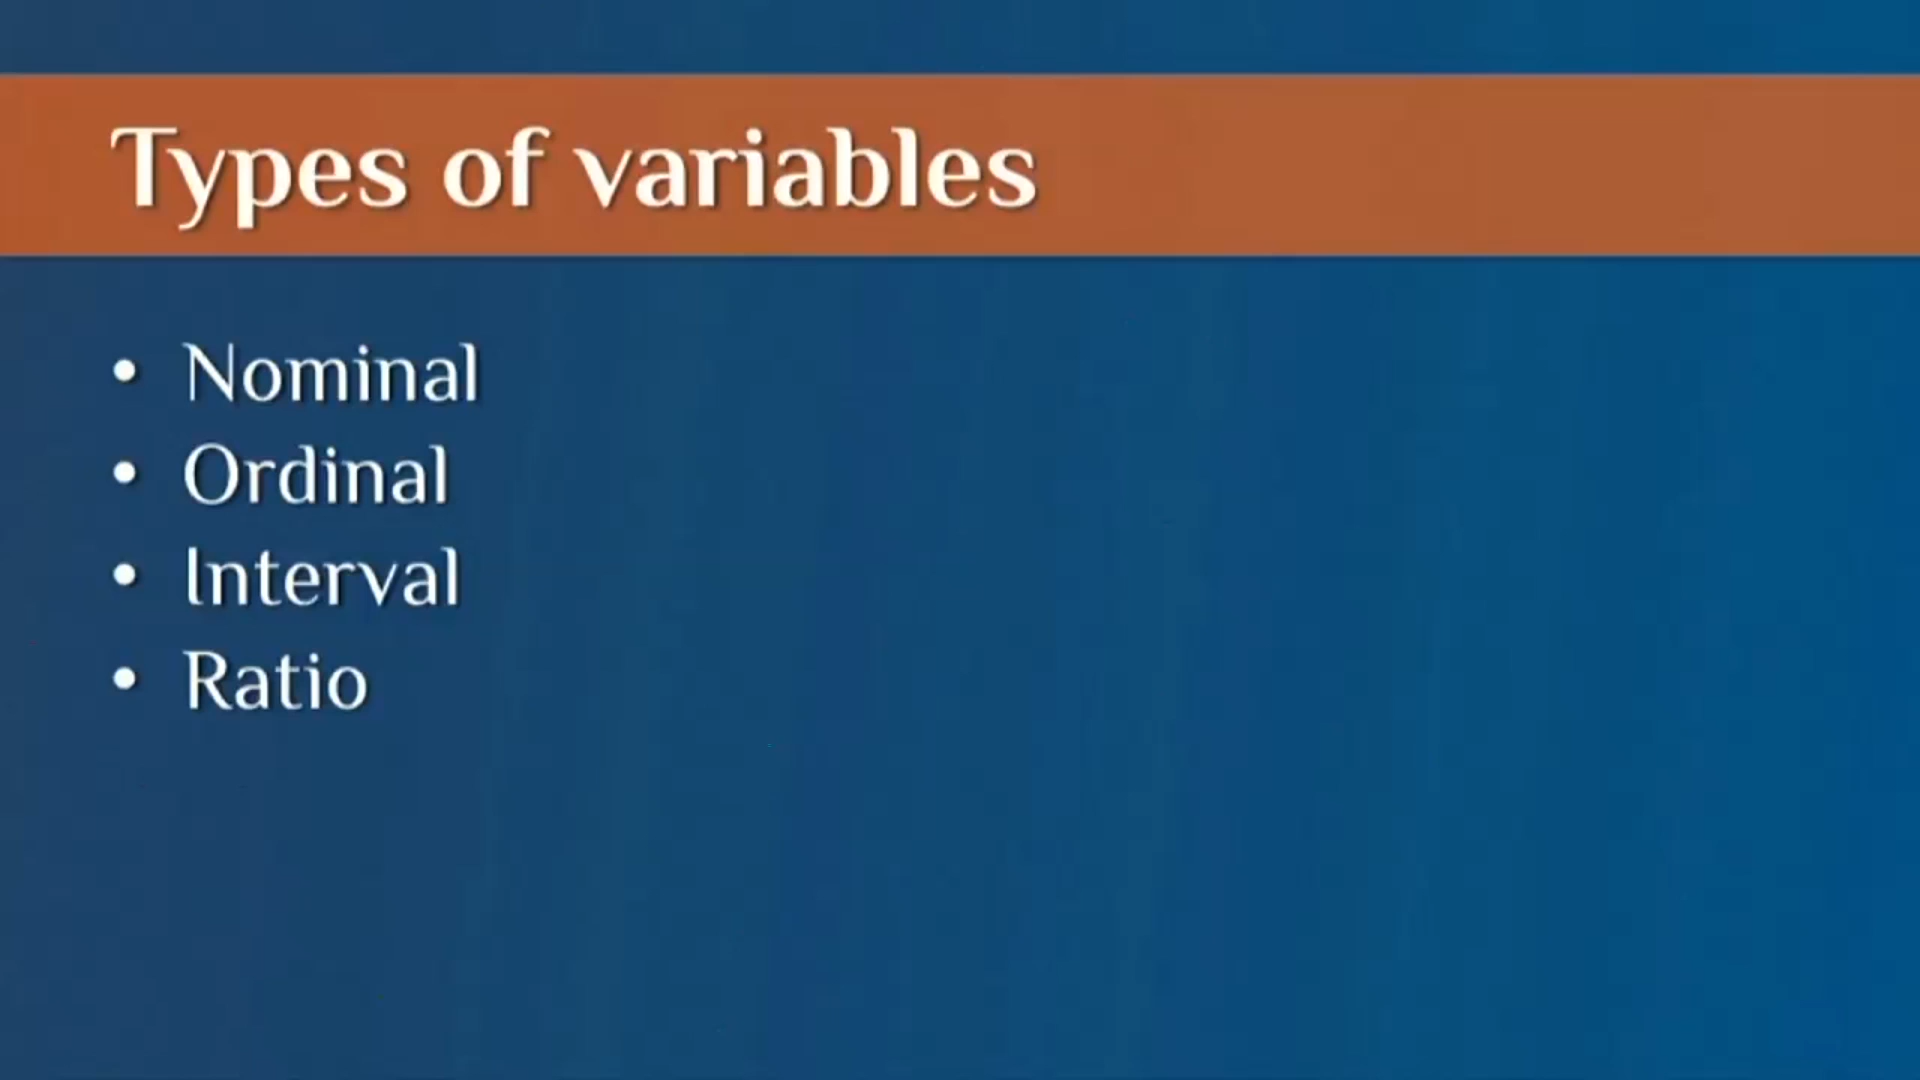 Types of variables
• Nominal
• Ordinal
• Interval
• Ratio